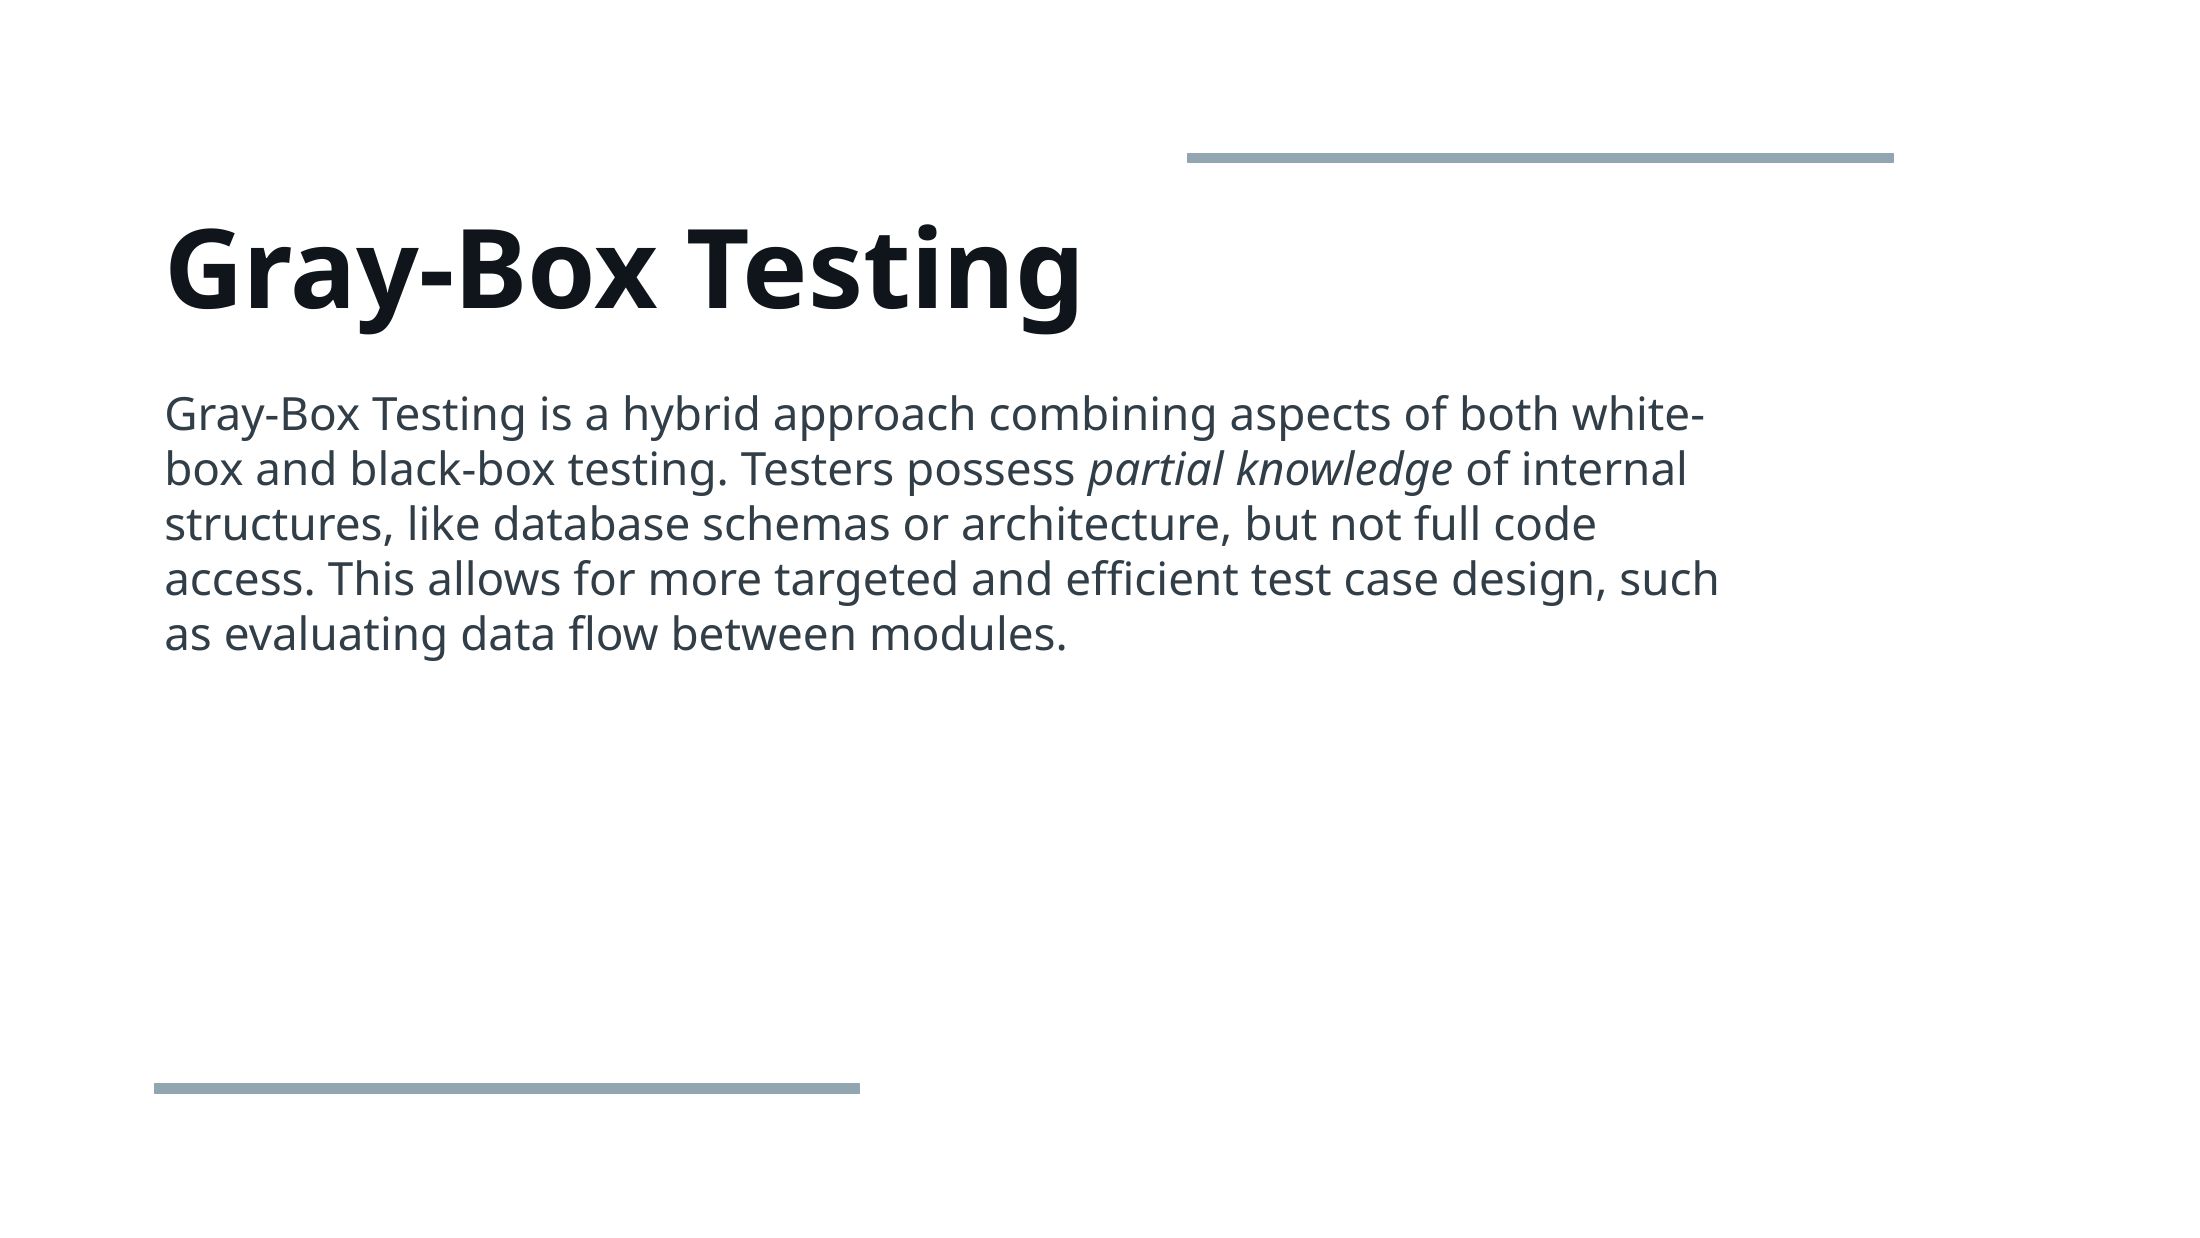 Gray-Box Testing
Gray-Box Testing is a hybrid approach combining aspects of both white-
box and black-box testing. Testers possess partial knowledge of internal
structures, like database schemas or architecture, but not full code
access. This allows for more targeted and efficient test case design, such
as evaluating data flow between modules.